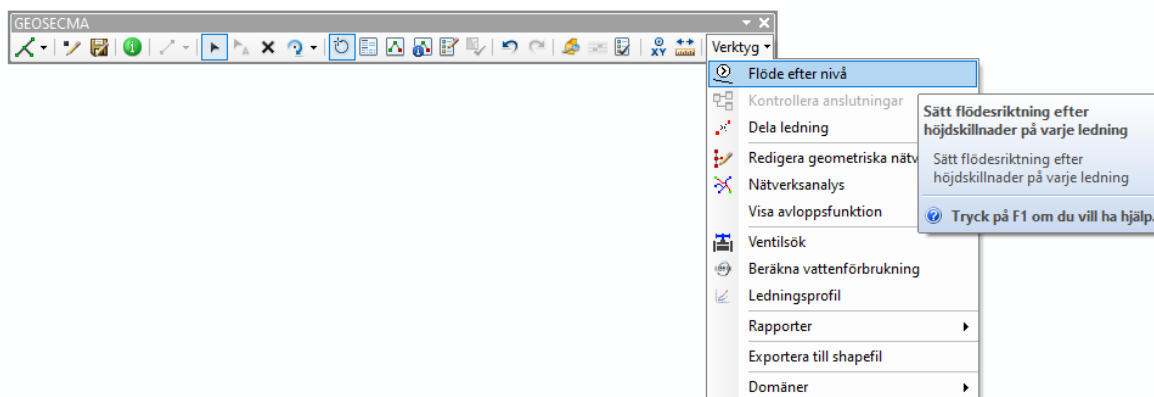 GEOSECMA
XY
Verktyg
Flöde efter nivå
Kontrollera anslutningar
Dela ledning
Redigera geometriska nätv
Nätverksanalys
Visa avloppsfunktion
Ventilsök
Beräkna vattenförbrukning
Ledningsprofil
Rapporter
Exportera till shapefil
Domäner
Sätt flödesriktning efter
höjdskillnader på varje ledning
Sätt flödesriktning efter
höjdskillnader på varje ledning
Tryck på F1 om du vill ha hjälp.